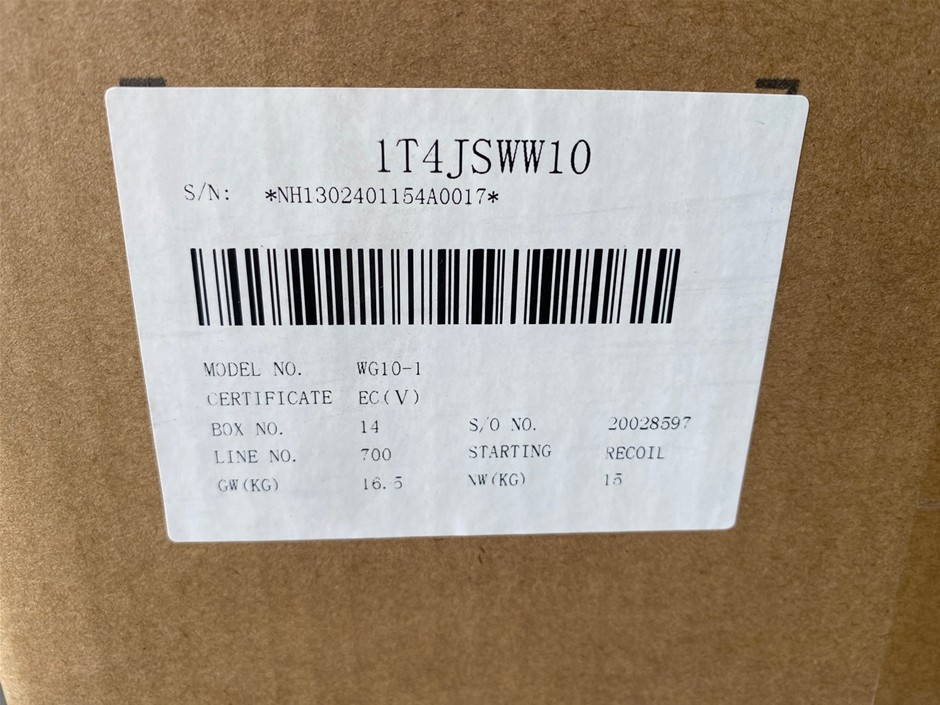 1T4JSWW10
S/N: *NH1302401154A0017*
MODEL NO. WG10-1
CERTIFICATE EC(V)
BOX NO. 14 S/O NO. 20028597
LINE NO. 700 STARTING RECOIL
GW(KG) 16.5 NW(KG) 15